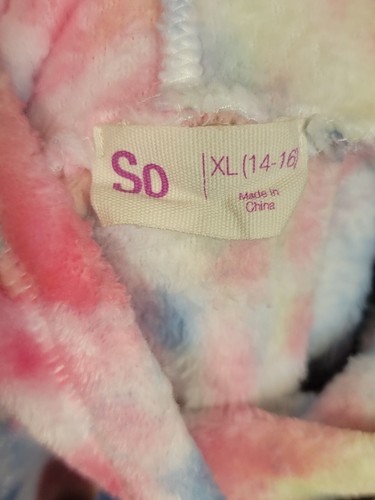 So
XL (14-16)
Made in
China